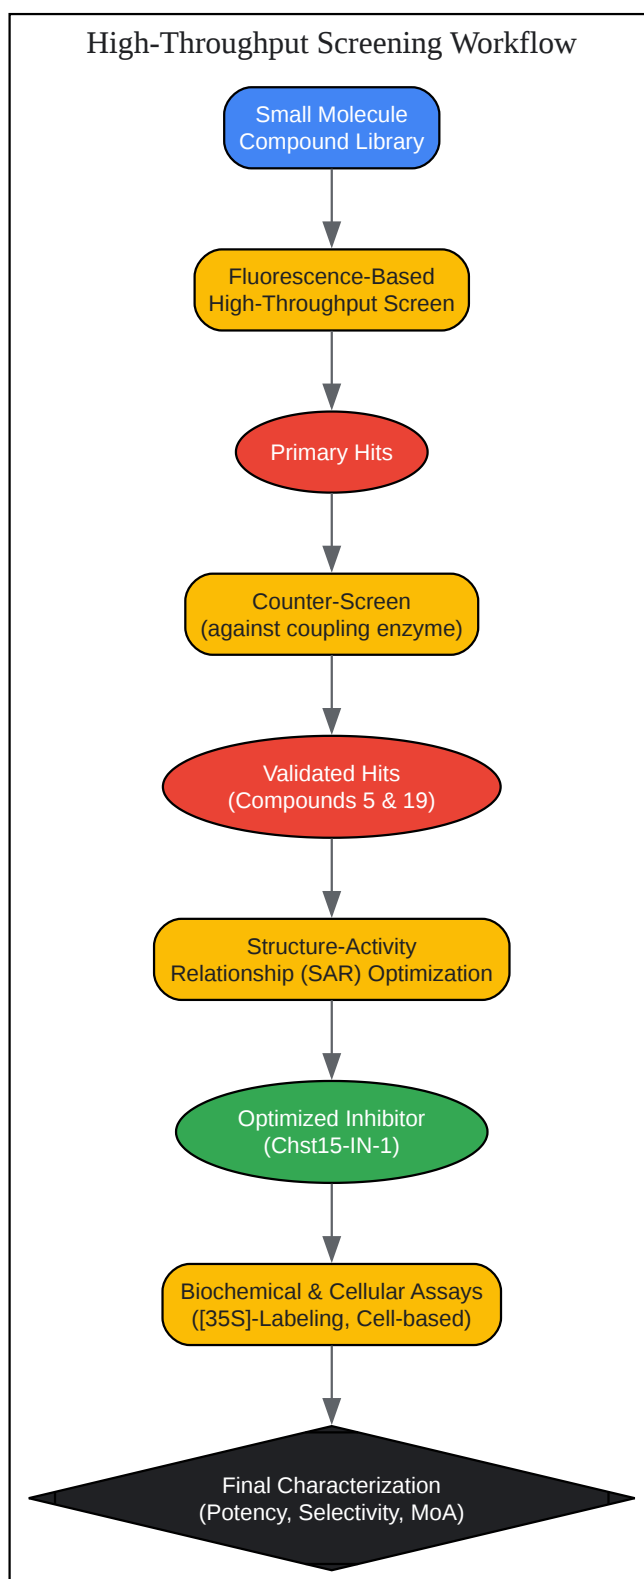 High-Throughput Screening Workflow
Small Molecule
Compound Library
Fluorescence-Based
High-Throughput Screen
Primary Hits
Counter-Screen
(against coupling enzyme)
Validated Hits
(Compounds 5 & 19)
Structure-Activity
Relationship (SAR) Optimization
Optimized Inhibitor
(Chst15-IN-1)
Biochemical & Cellular Assays
([35S]-Labeling, Cell-based)
Final Characterization
(Potency, Selectivity, MoA)